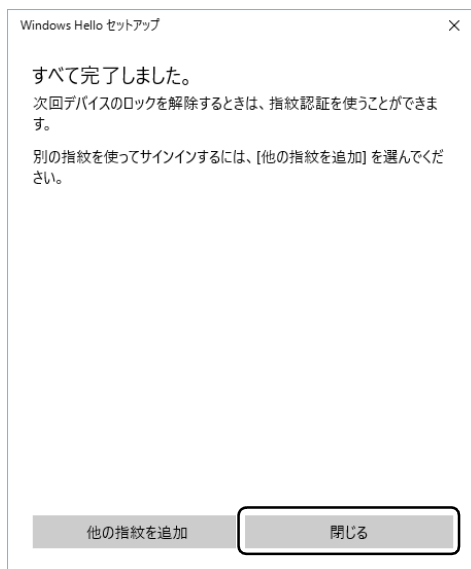 Windows Hello セットアップ
すべて完了しました。
次回デバイスのロックを解除するときは、指紋認証を使うことができま
す。
別の指紋を使ってサインインするには、[他の指紋を追加] を選んでくだ
さい。
他の指紋を追加
閉じる